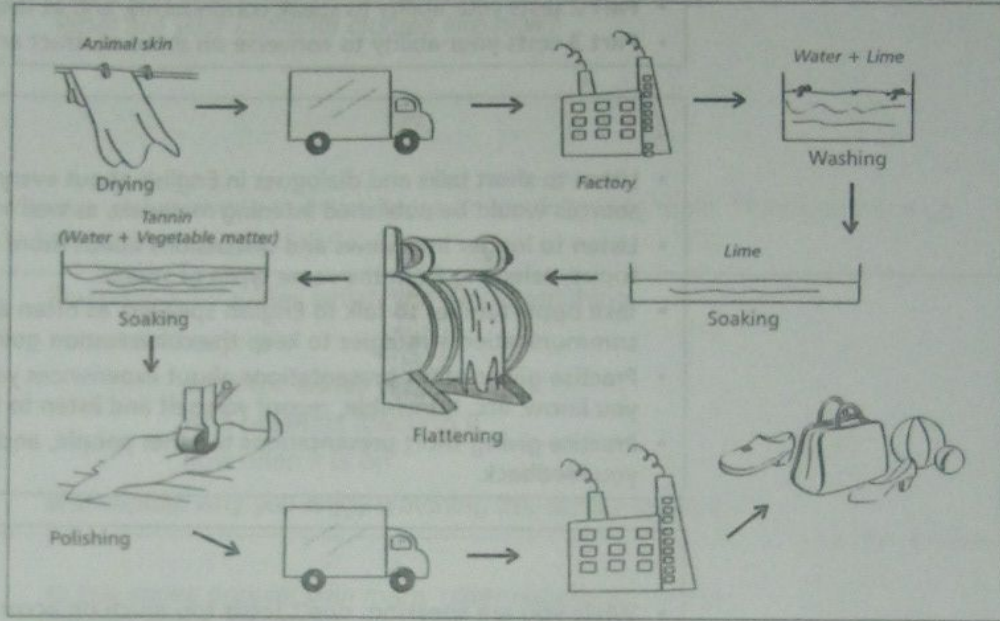 Animal skin
Drying
Factory
Water + Lime
Washing
Lime
Soaking
Flattening
Tannin
(Water + Vegetable matter)
Soaking
Polishing